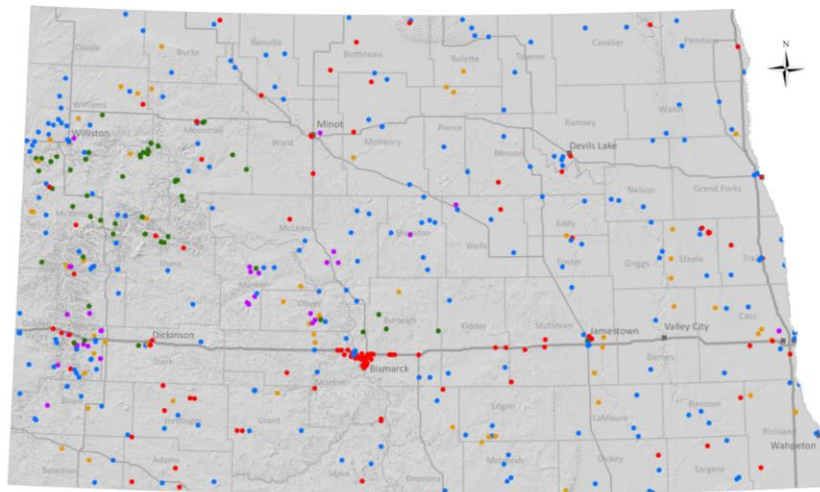 N
Divide
Burke
Renville
Bottineau
Rolette
Towner
Cavalier
Pembina
Williams
Williston
Mountrail
Ward
Minot
McHenry
Pierce
Benson
Ramsey
Devils Lake
Walsh
Nelson
Grand Forks
McLean
Sheridan
Wells
Eddy
Foster
Griggs
Steele
Dunn
Mercer
Oliver
Burleigh
Kidder
Stutsman
Jamestown
Valley City
Barnes
Cass
Dickinson
Stark
Morton
Bismarck
Hettinger
Grant
Logan
LaMoure
Ransom
Richland
Wahpeton
Bowman
Adams
Sioux
Emmons
McIntosh
Dickey
Sargent